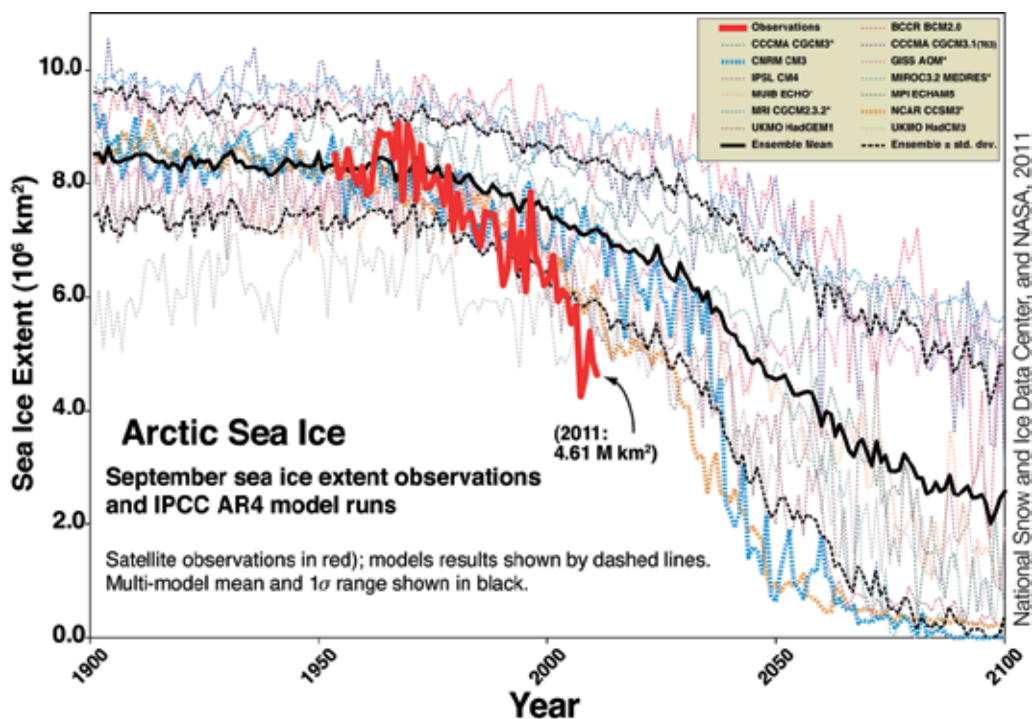 Observations
BCCR BCM2.0
CCCMA CGCM3*
CCCMA CGCM3.1(T63)
CNRM CM3
GISS AOM*
IPSL CM4
MIROC3.2 MEDRES*
MUIB ECHO*
MPI ECHAM5
MRI CGCM2.3.2*
NCAR CCSM3*
UKMO HadGEM1
UKMO HadCM3
Ensemble Mean
Ensemble ± std. dev.
Sea Ice Extent (10⁶ km²)
10.0
8.0
6.0
4.0
2.0
0.0
(2011:
4.61 M km²)
Arctic Sea Ice
September sea ice extent observations
and IPCC AR4 model runs
Satellite observations in red); models results shown by dashed lines.
Multi-model mean and 1σ range shown in black.
1900
1950
2000
2050
2100
Year
National Snow and Ice Data Center, and NASA, 2011